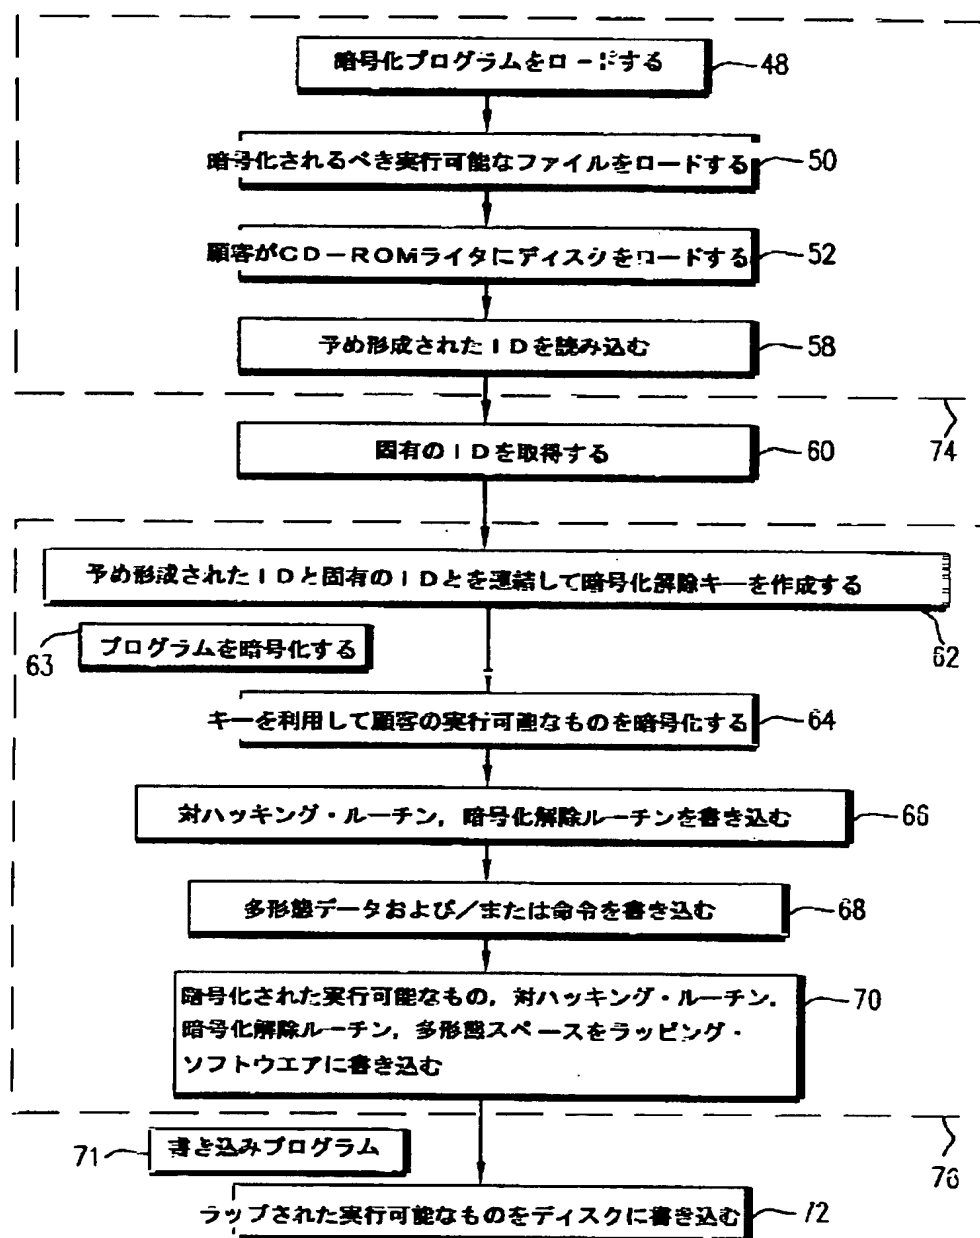 暗号化プログラムをロードする
48
暗号化されるべき実行可能なファイルをロードする
50
顧客がCD－ROMライタにディスクをロードする
52
予め形成されたIDを読み込む
58
74
固有のIDを取得する
60
予め形成されたIDと固有のIDとを連結して暗号化解除キーを作成する
62
プログラムを暗号化する
63
キーを利用して顧客の実行可能なものを暗号化する
64
対ハッキング・ルーチン，暗号化解除ルーチンを書き込む
66
多形態データおよび／または命令を書き込む
68
暗号化された実行可能なもの，対ハッキング・ルーチン，
暗号化解除ルーチン，多形態スペースをラッピング・
ソフトウエアに書き込む
70
76
書き込みプログラム
71
ラップされた実行可能なものをディスクに書き込む
72